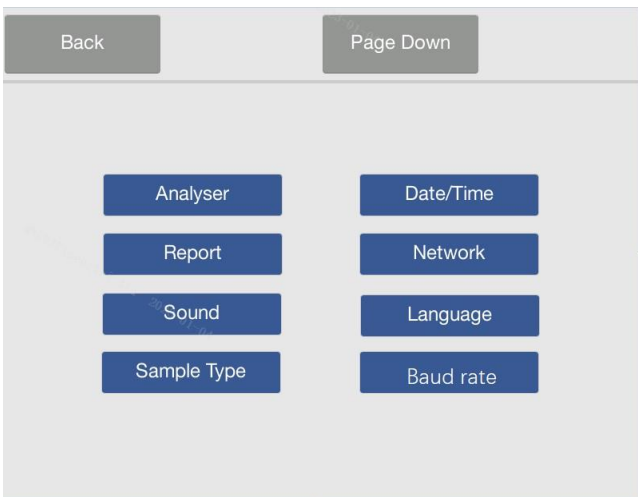 Back
Page Down
Analyser
Date/Time
Report
Network
Sound
Language
Sample Type
Baud rate